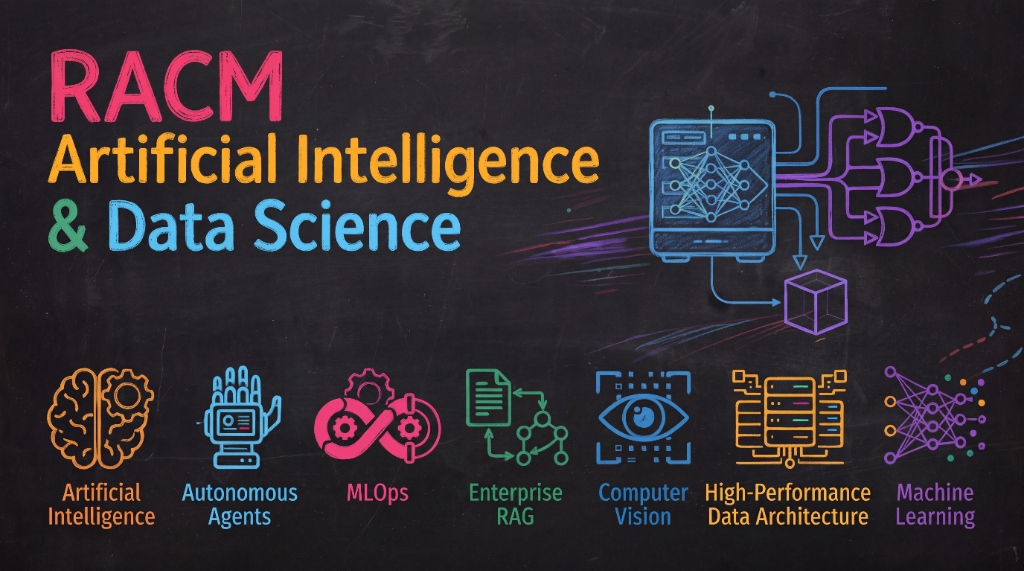 RACM
Artificial Intelligence
& Data Science
Artificial
Intelligence
Autonomous
Agents
MLOps
Enterprise
RAG
Computer
Vision
High-Performance
Data Architecture
Machine
Learning